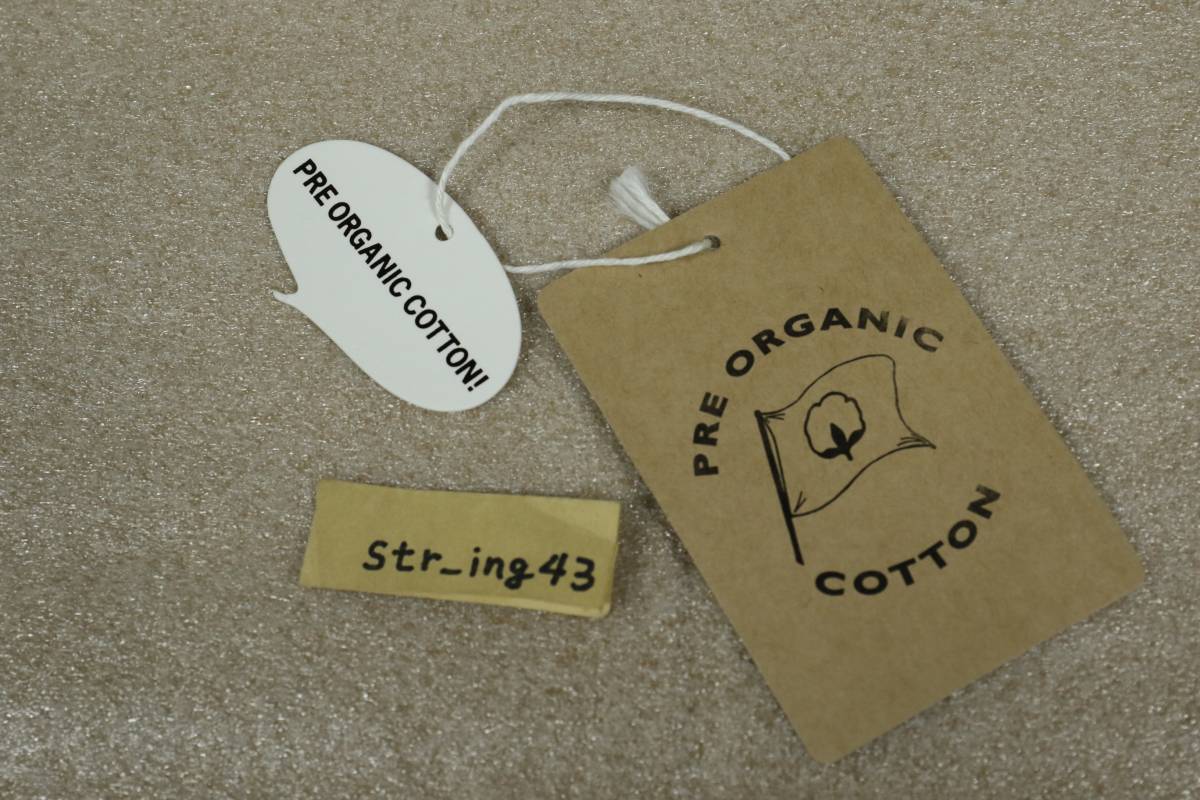 PRE ORGANIC COTTON!
PRE ORGANIC
COTTON
Str_ing43